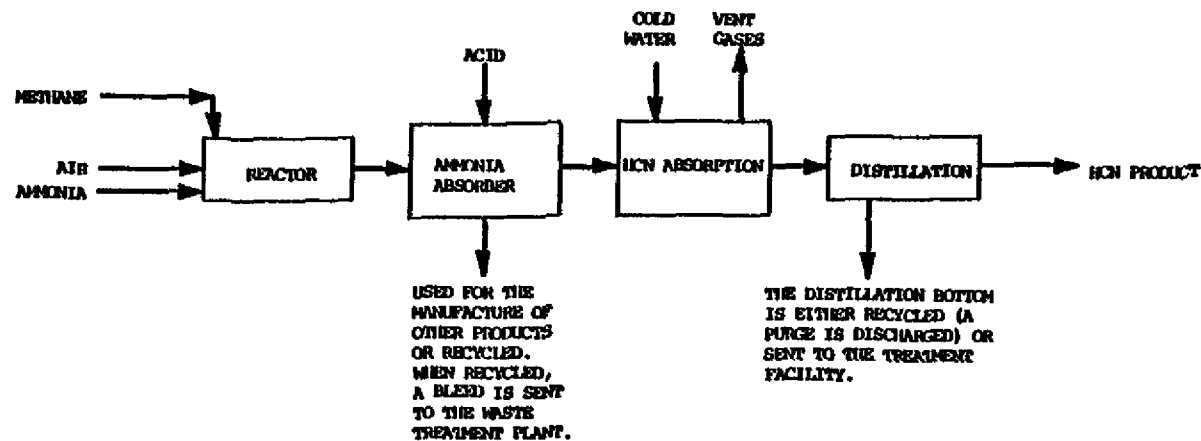 COLD
WATER
VENT
GASES
ACID
METHANE
AIR
AMMONIA
REACTOR
AMMONIA
ABSORBER
HCN ABSORPTION
DISTILLATION
HCN PRODUCT
USED FOR THE
MANUFACTURE OF
OTHER PRODUCTS
OR RECYCLED.
WHEN RECYCLED,
A BLEED IS SENT
TO THE WASTE
TREATMENT PLANT.
THE DISTILLATION BOTTOM
IS EITHER RECYCLED (A
PURGE IS DISCHARGED) OR
SENT TO THE TREATMENT
FACILITY.